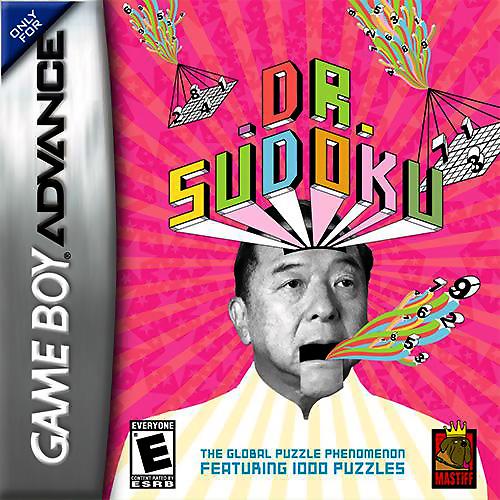 ONLY
FOR
GAME BOY ADVANCE
DR.
SUDOKU
THE GLOBAL PUZZLE PHENOMENON
FEATURING 1000 PUZZLES
EVERYONE
E
CONTENT RATED BY
ESRB
MASTIFF